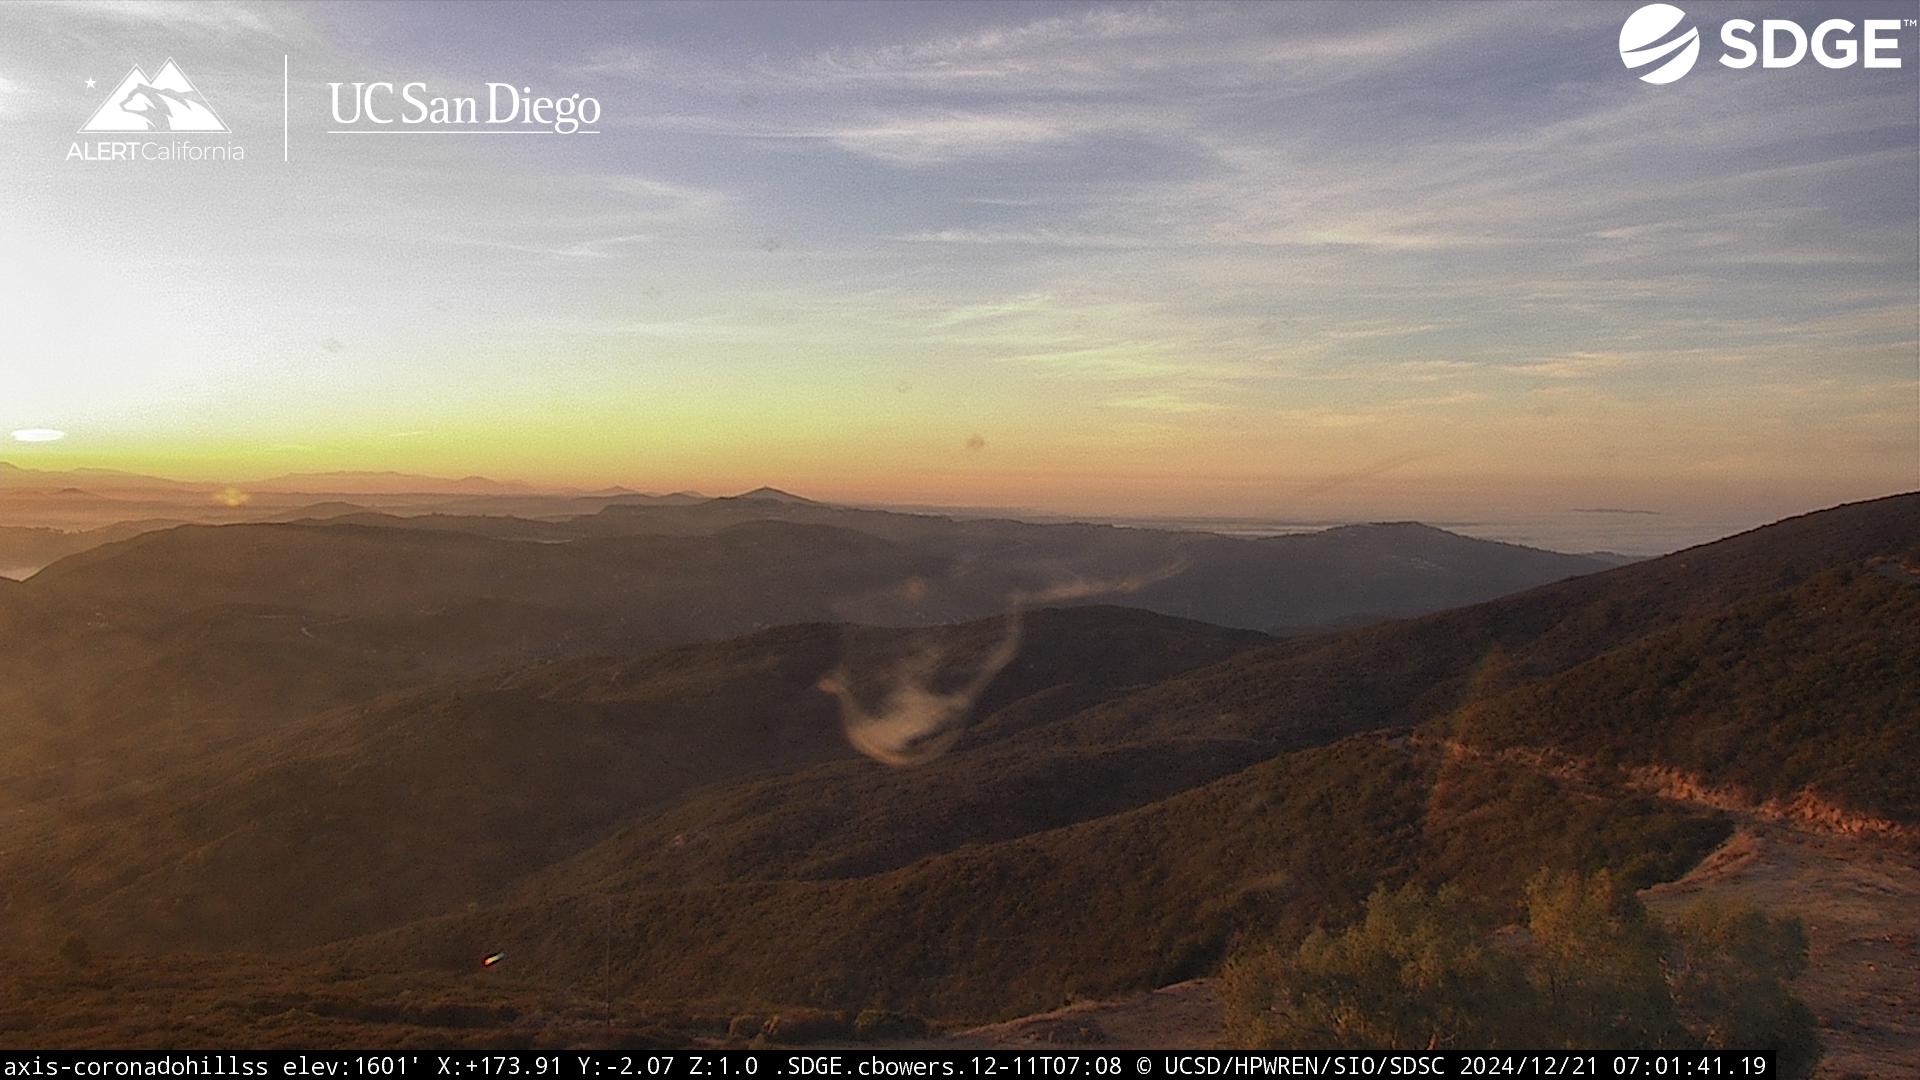 ALERTCalifornia
UC San Diego
SDGE™
axis-coronadohillss elev:1601' X:+173.91 Y:-2.07 Z:1.0 .SDGE.cbowers.12-11T07:08 © UCSD/HPWREN/SIO/SDSC 2024/12/21 07:01:41.19